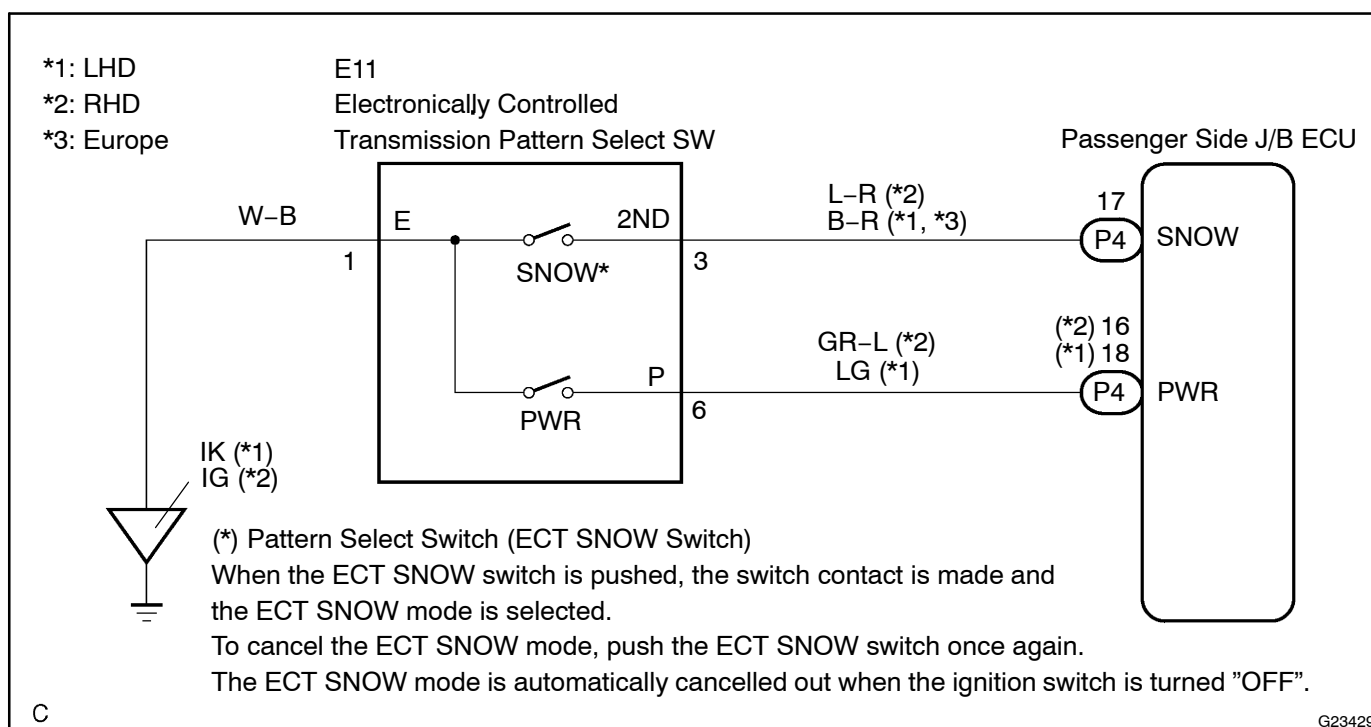 *1: LHD
*2: RHD
*3: Europe
E11
Electronically Controlled
Transmission Pattern Select SW
Passenger Side J/B ECU
W–B
1
E
2ND
SNOW*
3
L–R (*2)
B–R (*1, *3)
17
P4
SNOW
P
PWR
6
GR–L (*2)
LG (*1)
(*2) 16
(*1) 18
P4
PWR
IK (*1)
IG (*2)
(*) Pattern Select Switch (ECT SNOW Switch)
When the ECT SNOW switch is pushed, the switch contact is made and
the ECT SNOW mode is selected.
To cancel the ECT SNOW mode, push the ECT SNOW switch once again.
The ECT SNOW mode is automatically cancelled out when the ignition switch is turned ”OFF”.
C
G23429